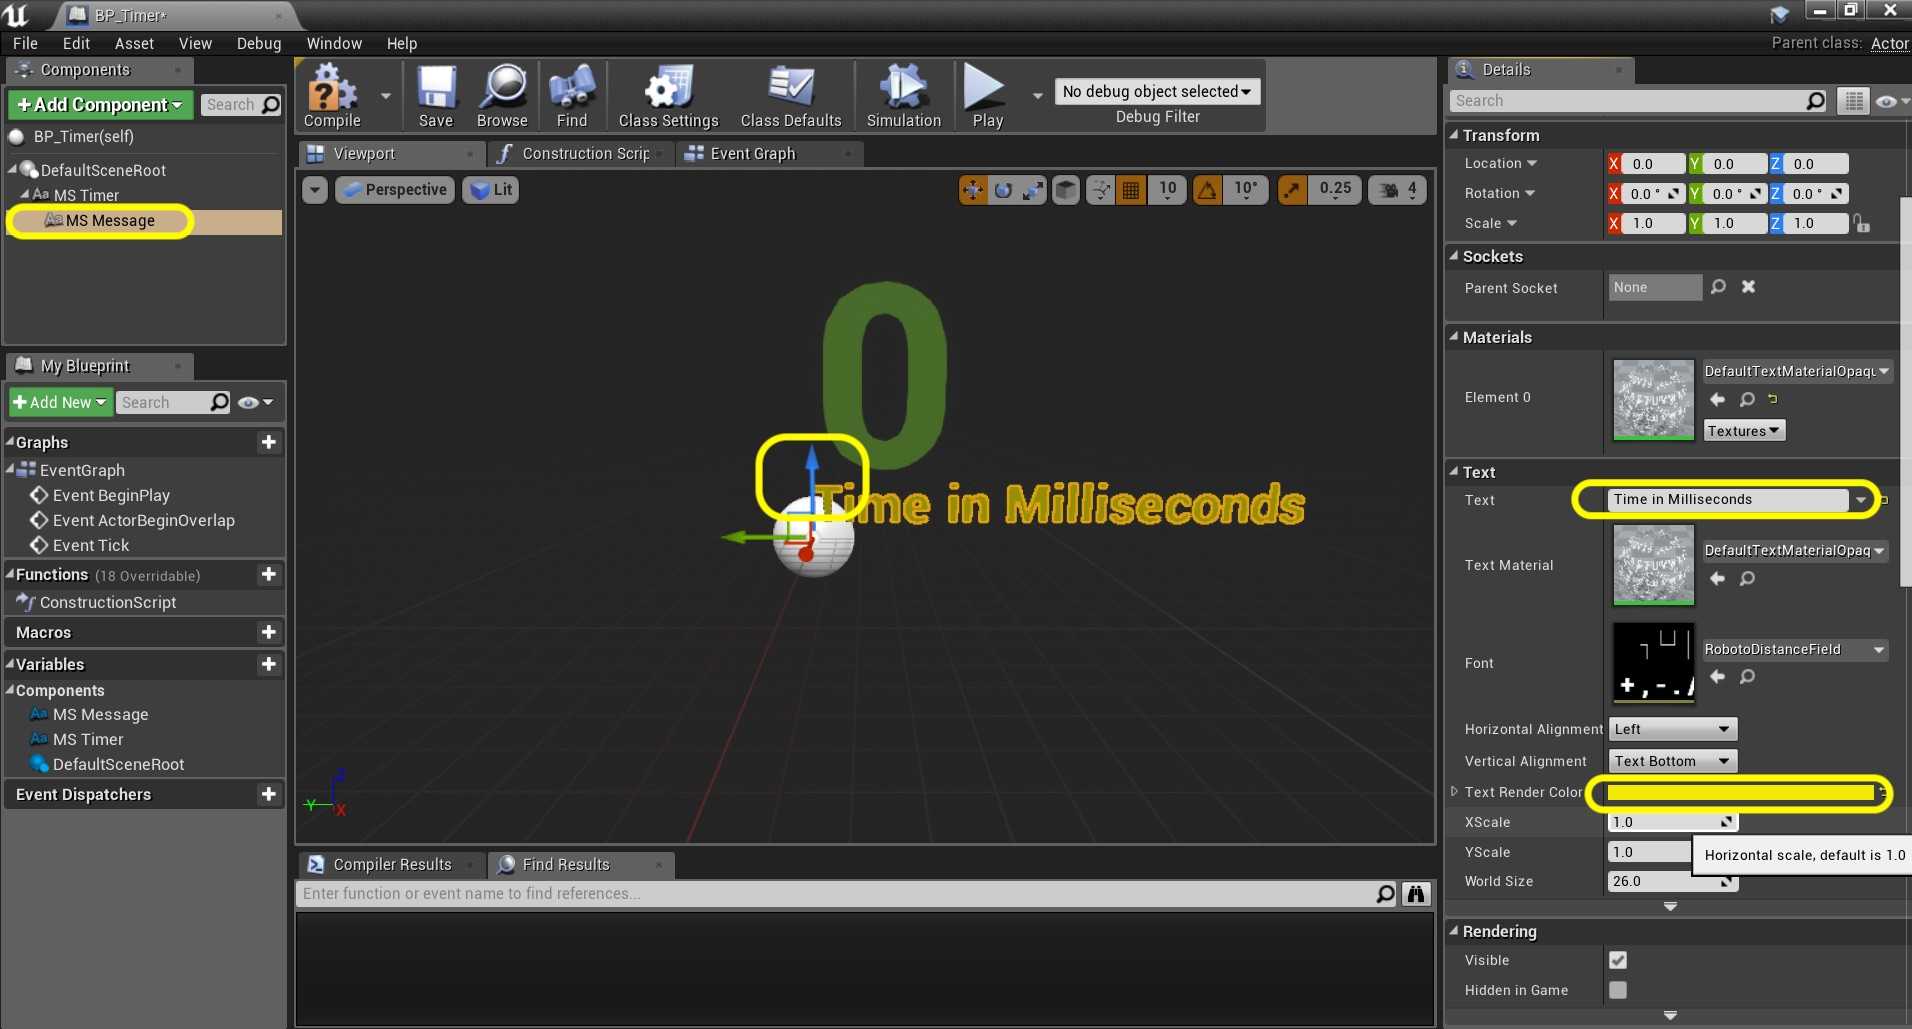 BP_Timer*
File Edit Asset View Debug Window Help
Parent class: Actor
Components
+Add Component
Search
BP_Timer(self)
DefaultSceneRoot
Aa MS Timer
Aa MS Message
My Blueprint
+Add New
Search
Graphs
EventGraph
Event BeginPlay
Event ActorBeginOverlap
Event Tick
Functions (18 Overridable)
ConstructionScript
Macros
Variables
Components
Aa MS Message
Aa MS Timer
DefaultSceneRoot
Event Dispatchers
Compile
Save
Browse
Find
Class Settings
Class Defaults
Simulation
Play
No debug object selected
Debug Filter
Viewport
Construction Scrip
Event Graph
Perspective
Lit
10
10°
0.25
4
0
Time in Milliseconds
Z
Y
X
Compiler Results
Find Results
Enter function or event name to find references...
Details
Search
Transform
Location X 0.0 Y 0.0 Z 0.0
Rotation X 0.0 ° Y 0.0 ° Z 0.0 °
Scale X 1.0 Y 1.0 Z 1.0
Sockets
Parent Socket None
Materials
Element 0 DefaultTextMaterialOpaqu
Textures
Text
Text Time in Milliseconds
Text Material DefaultTextMaterialOpaq
Font RobotoDistanceField
+,-./
Horizontal Alignment Left
Vertical Alignment Text Bottom
Text Render Color
XScale 1.0
YScale 1.0
Horizontal scale, default is 1.0
World Size 26.0
Rendering
Visible
Hidden in Game